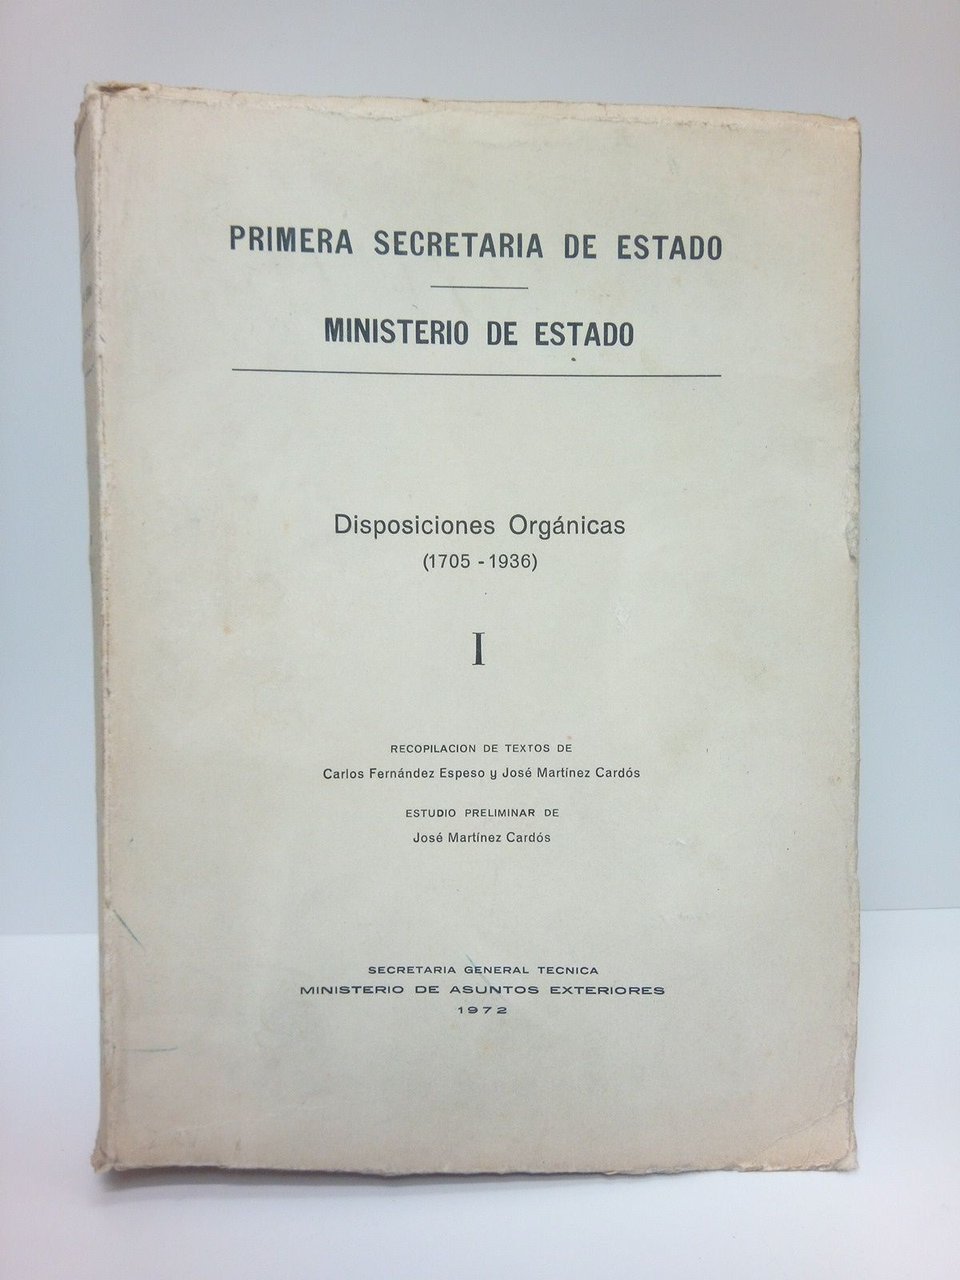 PRIMERA SECRETARIA DE ESTADO
MINISTERIO DE ESTADO
Disposiciones Orgánicas
(1705 - 1936)
I
RECOPILACION DE TEXTOS DE
Carlos Fernández Espeso y José Martínez Cardós
ESTUDIO PRELIMINAR DE
José Martínez Cardós
SECRETARIA GENERAL TECNICA
MINISTERIO DE ASUNTOS EXTERIORES
1972